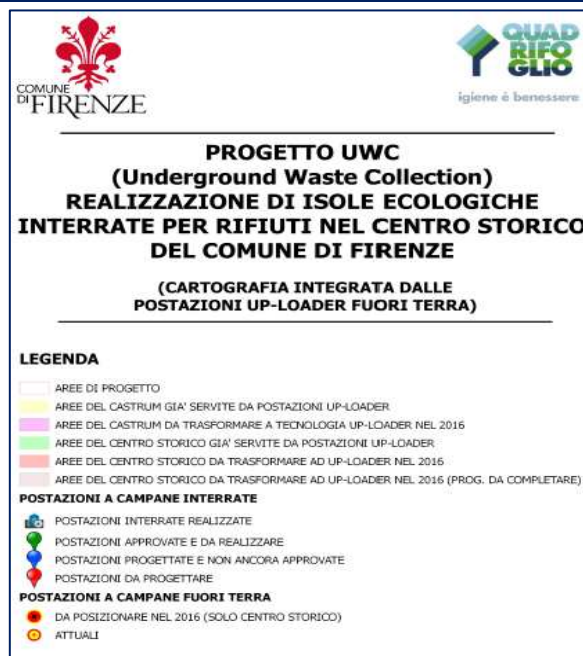 COMUNE
DI FIRENZE
QUAD
RIFO
GLIO
igiene è benessere
PROGETTO UWC
(Underground Waste Collection)
REALIZZAZIONE DI ISOLE ECOLOGICHE
INTERRATE PER RIFIUTI NEL CENTRO STORICO
DEL COMUNE DI FIRENZE
(CARTOGRAFIA INTEGRATA DALLE
POSTAZIONI UP-LOADER FUORI TERRA)
LEGENDA
AREE DI PROGETTO
AREE DEL CASTRUM GIA' SERVITE DA POSTAZIONI UP-LOADER
AREE DEL CASTRUM DA TRASFORMARE A TECNOLOGIA UP-LOADER NEL 2016
AREE DEL CENTRO STORICO GIA' SERVITE DA POSTAZIONI UP-LOADER
AREE DEL CENTRO STORICO DA TRASFORMARE AD UP-LOADER NEL 2016
AREE DEL CENTRO STORICO DA TRASFORMARE AD UP-LOADER NEL 2016 (PROG. DA COMPLETARE)
POSTAZIONI A CAMPANE INTERRATE
POSTAZIONI INTERRATE REALIZZATE
POSTAZIONI APPROVATE E DA REALIZZARE
POSTAZIONI PROGETTATE E NON ANCORA APPROVATE
POSTAZIONI DA PROGETTARE
POSTAZIONI A CAMPANE FUORI TERRA
DA POSIZIONARE NEL 2016 (SOLO CENTRO STORICO)
ATTUALI